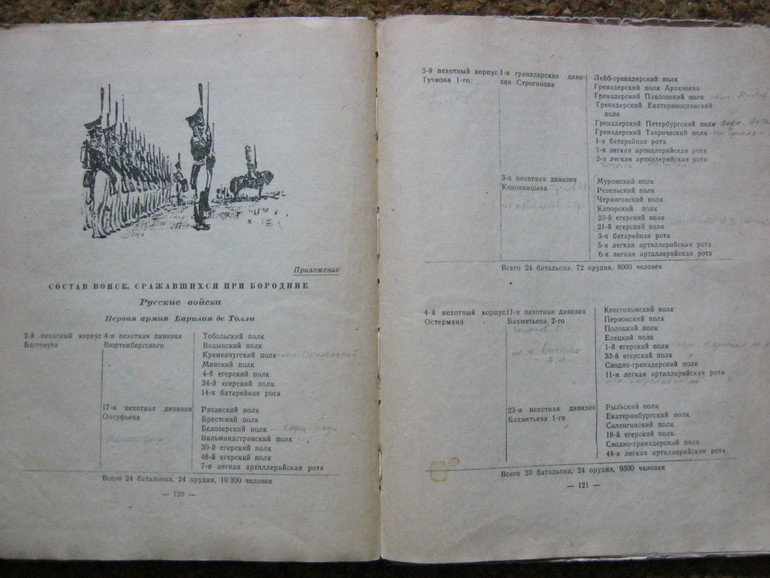 Приложение
СОСТАВ ВОЙСК, СРАЖАВШИХСЯ ПРИ БОРОДИНЕ
Русские войска
Первая армия Барклая де Толли
2-й пехотный корпус Багговута
4-я пехотная дивизия Вюртембергского
Тобольский полк
Волынский полк
Кременчугский полк
Минский полк
4-й егерский полк
34-й егерский полк
14-я батарейная рота
17-я пехотная дивизия Олсуфьева
Рязанский полк
Брестский полк
Белозерский полк
Вильмандстранский полк
30-й егерский полк
48-й егерский полк
7-я легкая артиллерийская рота
Всего 24 батальона, 24 орудия, 10 300 человек
— 120 —
3-й пехотный корпус Тучкова 1-го
1-я гренадерская дивизия Строганова
Лейб-гренадерский полк
Гренадерский полк Аракчеева
Гренадерский Павловский полк
Гренадерский Екатеринославский
полк
Гренадерский Петербургский полк
Гренадерский Таврический полк
1-я батарейная рота
1-я легкая артиллерийская рота
2-я легкая артиллерийская рота
3-я пехотная дивизия Коновницына
Муромский полк
Ревельский полк
Черниговский полк
Капорский полк
20-й егерский полк
21-й егерский полк
3-я батарейная рота
5-я легкая артиллерийская рота
6-я легкая артиллерийская рота
Всего 24 батальона, 72 орудия, 8000 человек
4-й пехотный корпус Остермана
11-я пехотная дивизия Бахметьева 2-го
Кексгольмский полк
Перновский полк
Полоцкий полк
Елецкий полк
1-й егерский полк
33-й егерский полк
Сводно-гренадерский полк
11-я легкая артиллерийская рота
23-я пехотная дивизия Бахметьева 1-го
Рыльский полк
Екатеринбургский полк
Селенгинский полк
18-й егерский полк
Сводно-гренадерский полк
44-я легкая артиллерийская рота
Всего 23 батальона, 24 орудия, 9500 человек
— 121 —